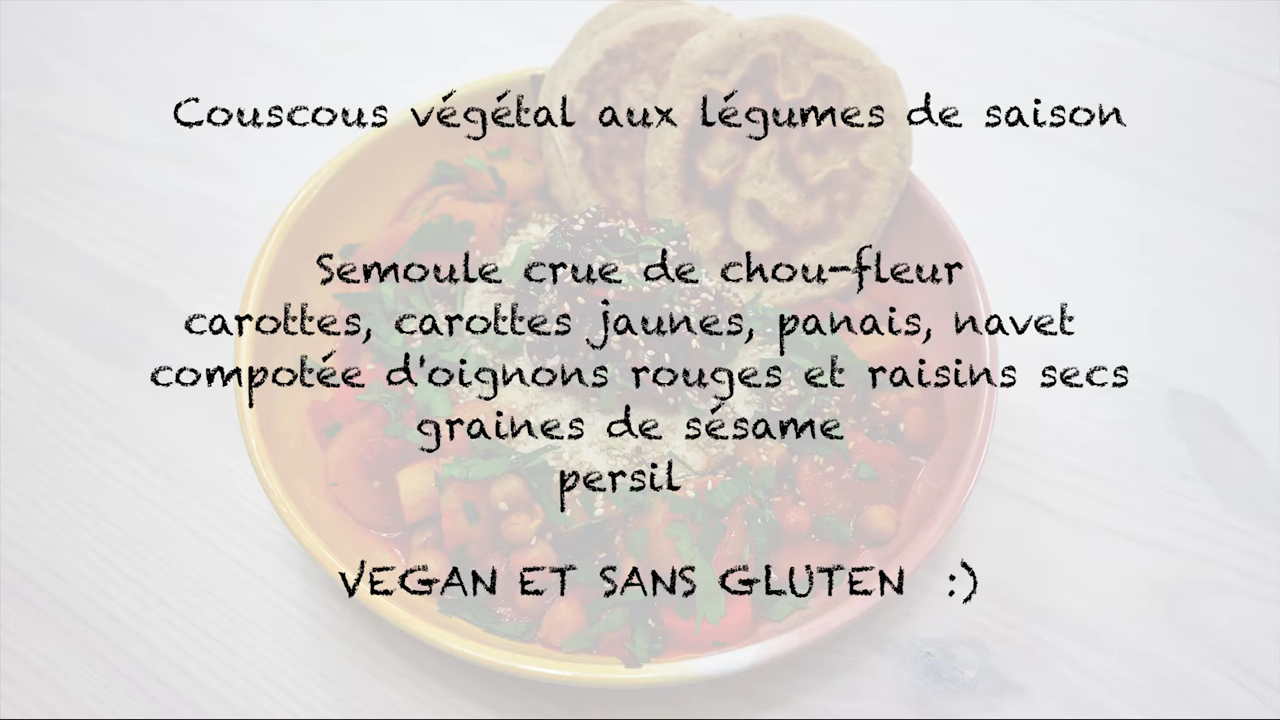 Couscous végétal aux légumes de saison
Semoule crue de chou-fleur
carottes, carottes jaunes, panais, navet
compotée d'oignons rouges et raisins secs
graines de sésame
persil
VEGAN ET SANS GLUTEN :)